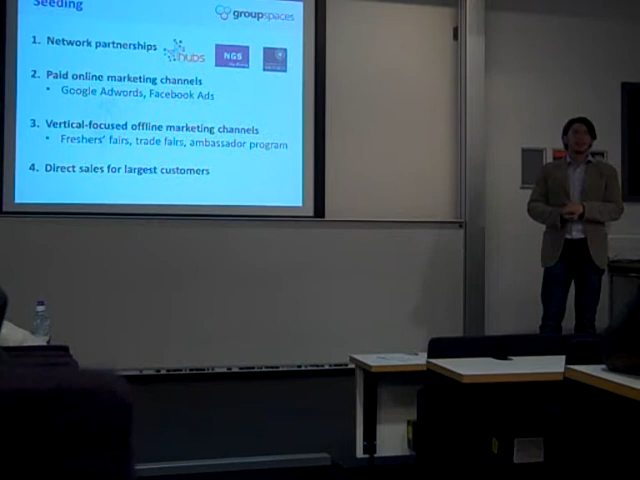 Seeding
groupspaces
1. Network partnerships
nubs
NGS
2. Paid online marketing channels
• Google Adwords, Facebook Ads
3. Vertical-focused offline marketing channels
• Freshers' fairs, trade fairs, ambassador program
4. Direct sales for largest customers